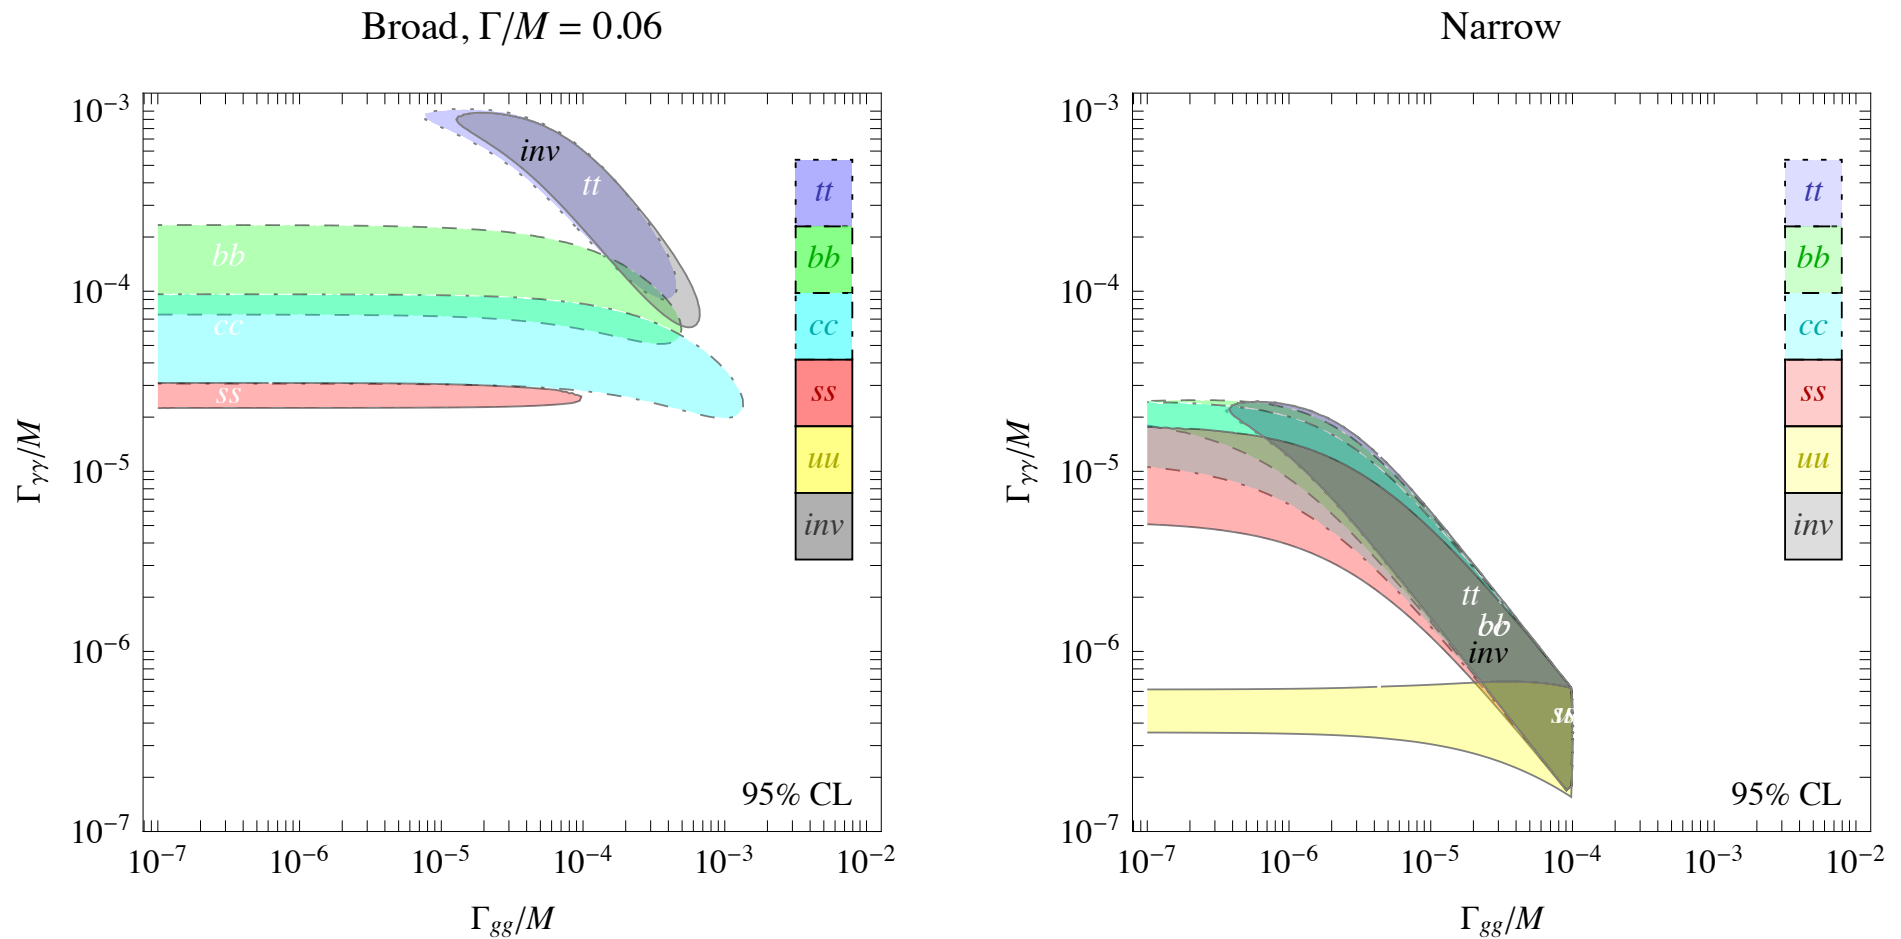 Broad, Γ/M = 0.06
10⁻³
10⁻⁴
10⁻⁵
10⁻⁶
10⁻⁷
Γγγ/M
inv
tt
bb
cc
ss
tt
bb
cc
ss
uu
inv
95% CL
10⁻⁷ 10⁻⁶ 10⁻⁵ 10⁻⁴ 10⁻³ 10⁻²
Γgg/M
Narrow
10⁻³
10⁻⁴
10⁻⁵
10⁻⁶
10⁻⁷
Γγγ/M
tt
bb
inv
tt
bb
cc
ss
uu
inv
95% CL
10⁻⁷ 10⁻⁶ 10⁻⁵ 10⁻⁴ 10⁻³ 10⁻²
Γgg/M